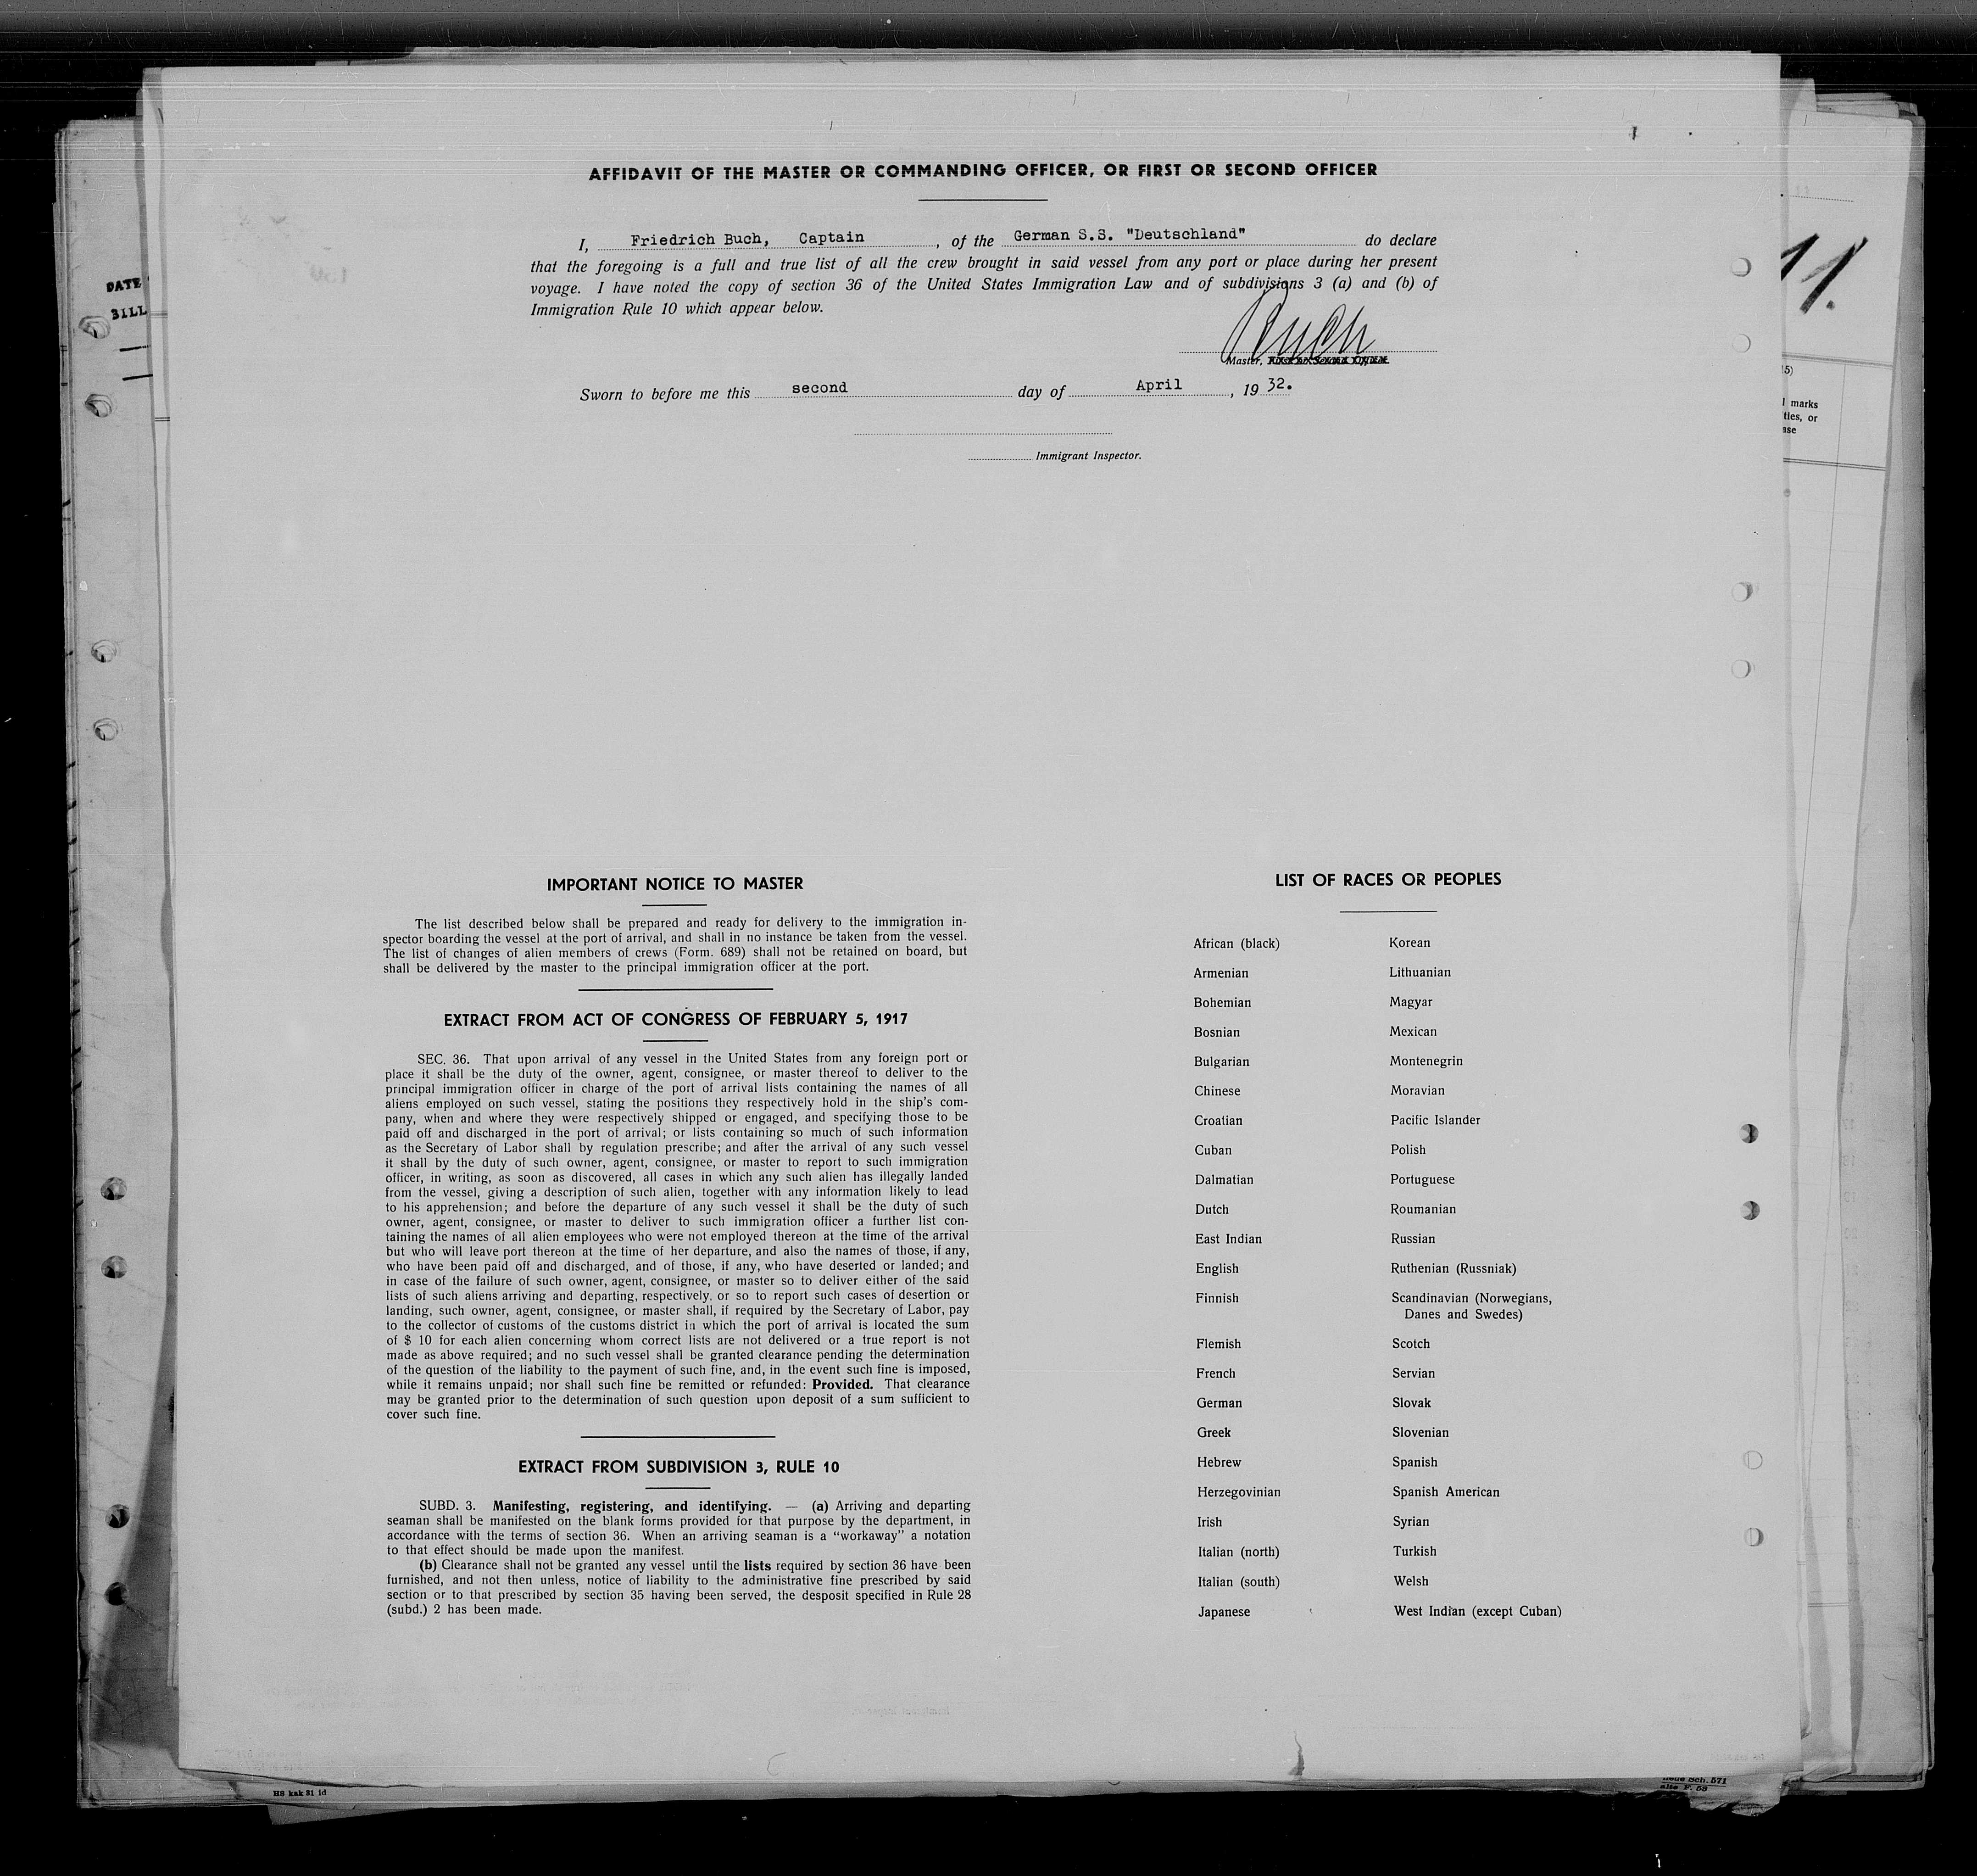 AFFIDAVIT OF THE MASTER OR COMMANDING OFFICER, OR FIRST OR SECOND OFFICER
I, Friedrich Buch, Captain, of the German S.S. "Deutschland" do declare
that the foregoing is a full and true list of all the crew brought in said vessel from any port or place during her present
voyage. I have noted the copy of section 36 of the United States Immigration Law and of subdivisions 3 (a) and (b) of
Immigration Rule 10 which appear below.
Buch
Master,
Sworn to before me this second day of April, 1932.
Immigrant Inspector.
DATE
BILL
11.
5)
marks
ties, or
ase
IMPORTANT NOTICE TO MASTER
The list described below shall be prepared and ready for delivery to the immigration in-
spector boarding the vessel at the port of arrival, and shall in no instance be taken from the vessel.
The list of changes of alien members of crews (Form. 689) shall not be retained on board, but
shall be delivered by the master to the principal immigration officer at the port.
EXTRACT FROM ACT OF CONGRESS OF FEBRUARY 5, 1917
SEC. 36. That upon arrival of any vessel in the United States from any foreign port or
place it shall be the duty of the owner, agent, consignee, or master thereof to deliver to the
principal immigration officer in charge of the port of arrival lists containing the names of all
aliens employed on such vessel, stating the positions they respectively hold in the ship's com-
pany, when and where they were respectively shipped or engaged, and specifying those to be
paid off and discharged in the port of arrival; or lists containing so much of such information
as the Secretary of Labor shall by regulation prescribe; and after the arrival of any such vessel
it shall by the duty of such owner, agent, consignee, or master to report to such immigration
officer, in writing, as soon as discovered, all cases in which any such alien has illegally landed
from the vessel, giving a description of such alien, together with any information likely to lead
to his apprehension; and before the departure of any such vessel it shall be the duty of such
owner, agent, consignee, or master to deliver to such immigration officer a further list con-
taining the names of all alien employees who were not employed thereon at the time of the arrival
but who will leave port thereon at the time of her departure, and also the names of those, if any,
who have been paid off and discharged, and of those, if any, who have deserted or landed; and
in case of the failure of such owner, agent, consignee, or master so to deliver either of the said
lists of such aliens arriving and departing, respectively, or so to report such cases of desertion or
landing, such owner, agent, consignee, or master shall, if required by the Secretary of Labor, pay
to the collector of customs of the customs district in which the port of arrival is located the sum
of $ 10 for each alien concerning whom correct lists are not delivered or a true report is not
made as above required; and no such vessel shall be granted clearance pending the determination
of the question of the liability to the payment of such fine, and, in the event such fine is imposed,
while it remains unpaid; nor shall such fine be remitted or refunded: Provided. That clearance
may be granted prior to the determination of such question upon deposit of a sum sufficient to
cover such fine.
EXTRACT FROM SUBDIVISION 3, RULE 10
SUBD. 3. Manifesting, registering, and identifying. — (a) Arriving and departing
seaman shall be manifested on the blank forms provided for that purpose by the department, in
accordance with the terms of section 36. When an arriving seaman is a “workaway” a notation
to that effect should be made upon the manifest.
(b) Clearance shall not be granted any vessel until the lists required by section 36 have been
furnished, and not then unless, notice of liability to the administrative fine prescribed by said
section or to that prescribed by section 35 having been served, the desposit specified in Rule 28
(subd.) 2 has been made.
LIST OF RACES OR PEOPLES
African (black)
Armenian
Bohemian
Bosnian
Bulgarian
Chinese
Croatian
Cuban
Dalmatian
Dutch
East Indian
English
Finnish
Flemish
French
German
Greek
Hebrew
Herzegovinian
Irish
Italian (north)
Italian (south)
Japanese
Korean
Lithuanian
Magyar
Mexican
Montenegrin
Moravian
Pacific Islander
Polish
Portuguese
Roumanian
Russian
Ruthenian (Russniak)
Scandinavian (Norwegians,
Danes and Swedes)
Scotch
Servian
Slovak
Slovenian
Spanish
Spanish American
Syrian
Turkish
Welsh
West Indian (except Cuban)
HS kak 31 id
neue Sch. 571
alte F. 58